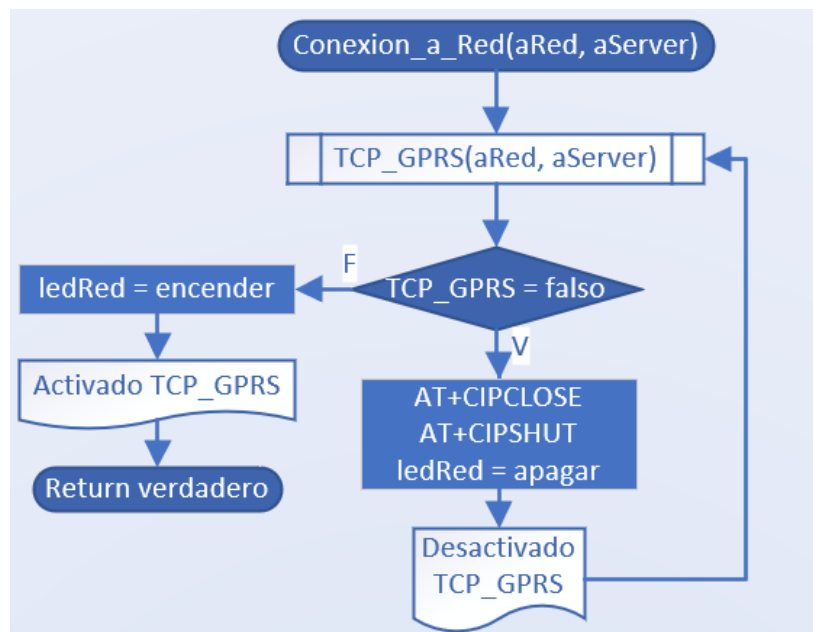 Conexion_a_Red(aRed, aServer)
TCP_GPRS(aRed, aServer)
TCP_GPRS = falso
F
ledRed = encender
Activado TCP_GPRS
Return verdadero
V
AT+CIPCLOSE
AT+CIPSHUT
ledRed = apagar
Desactivado
TCP_GPRS